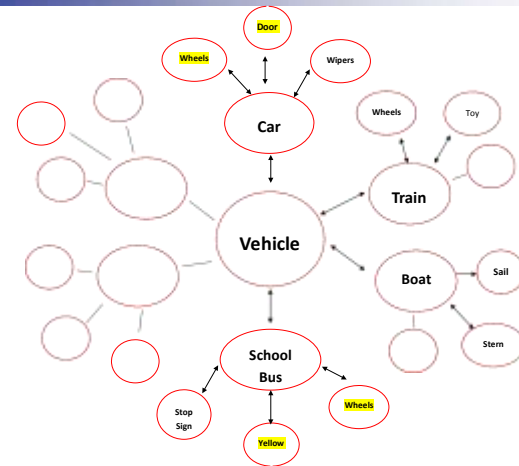 Door
Wheels
Wipers
Car
Wheels
Toy
Train
Vehicle
Boat
Sail
Stern
School
Bus
Stop
Sign
Wheels
Yellow